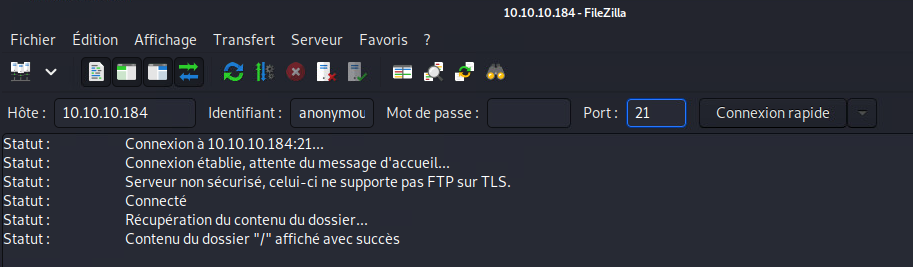 10.10.10.184 - FileZilla
Fichier Édition Affichage Transfert Serveur Favoris ?
Hôte : 10.10.10.184 Identifiant : anonymou Mot de passe : Port : 21 Connexion rapide
Statut : Connexion à 10.10.10.184:21...
Statut : Connexion établie, attente du message d'accueil...
Statut : Serveur non sécurisé, celui-ci ne supporte pas FTP sur TLS.
Statut : Connecté
Statut : Récupération du contenu du dossier...
Statut : Contenu du dossier "/" affiché avec succès